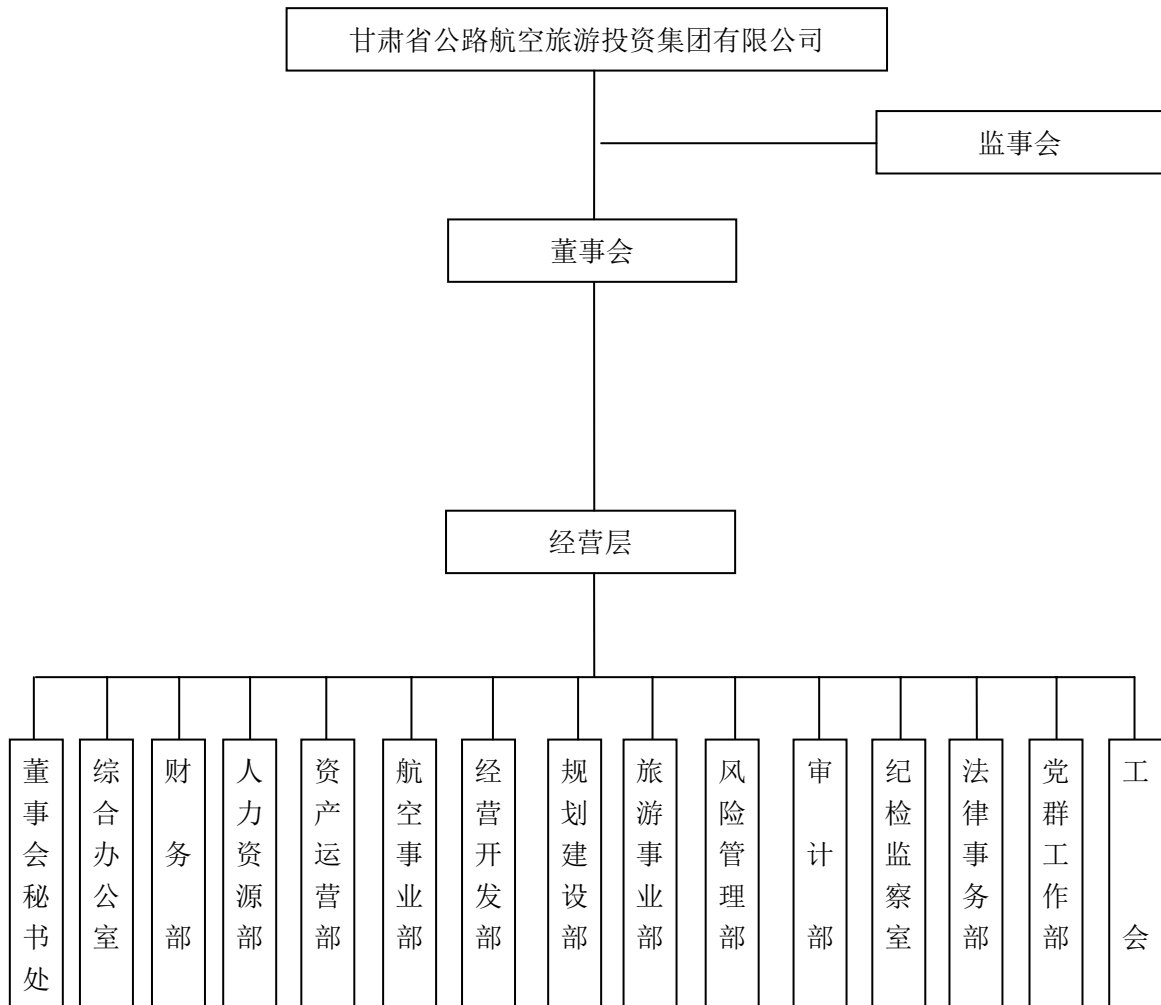 甘肃省公路航空旅游投资集团有限公司
监事会
董事会
经营层
董事会秘书处
综合办公室
财务部
人力资源部
资产运营部
航空事业部
经营开发部
规划建设部
旅游事业部
风险管理部
审计部
纪检监察室
法律事务部
党群工作部
工会